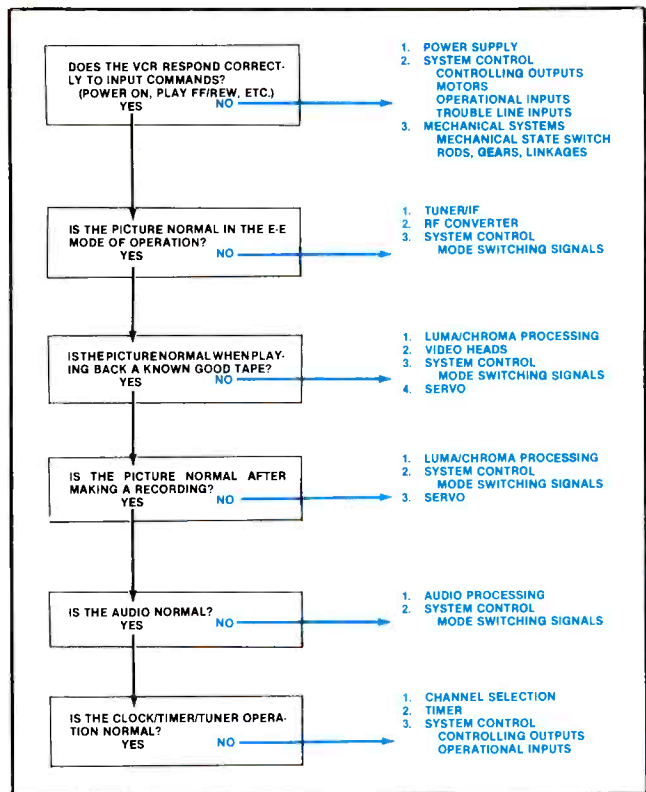 DOES THE VCR RESPOND CORRECT-
LY TO INPUT COMMANDS?
(POWER ON, PLAY FF/REW, ETC.)
YES NO
1. POWER SUPPLY
2. SYSTEM CONTROL
CONTROLLING OUTPUTS
MOTORS
OPERATIONAL INPUTS
TROUBLE LINE INPUTS
3. MECHANICAL SYSTEMS
MECHANICAL STATE SWITCH
RODS, GEARS, LINKAGES
IS THE PICTURE NORMAL IN THE E-E
MODE OF OPERATION?
YES NO
1. TUNER/IF
2. RF CONVERTER
3. SYSTEM CONTROL
MODE SWITCHING SIGNALS
IS THE PICTURE NORMAL WHEN PLAY-
ING BACK A KNOWN GOOD TAPE?
YES NO
1. LUMA/CHROMA PROCESSING
2. VIDEO HEADS
3. SYSTEM CONTROL
MODE SWITCHING SIGNALS
4. SERVO
IS THE PICTURE NORMAL AFTER
MAKING A RECORDING?
YES NO
1. LUMA/CHROMA PROCESSING
2. SYSTEM CONTROL
MODE SWITCHING SIGNALS
3. SERVO
IS THE AUDIO NORMAL?
YES NO
1. AUDIO PROCESSING
2. SYSTEM CONTROL
MODE SWITCHING SIGNALS
IS THE CLOCK/TIMER/TUNER OPERA-
TION NORMAL?
YES NO
1. CHANNEL SELECTION
2. TIMER
3. SYSTEM CONTROL
CONTROLLING OUTPUTS
OPERATIONAL INPUTS